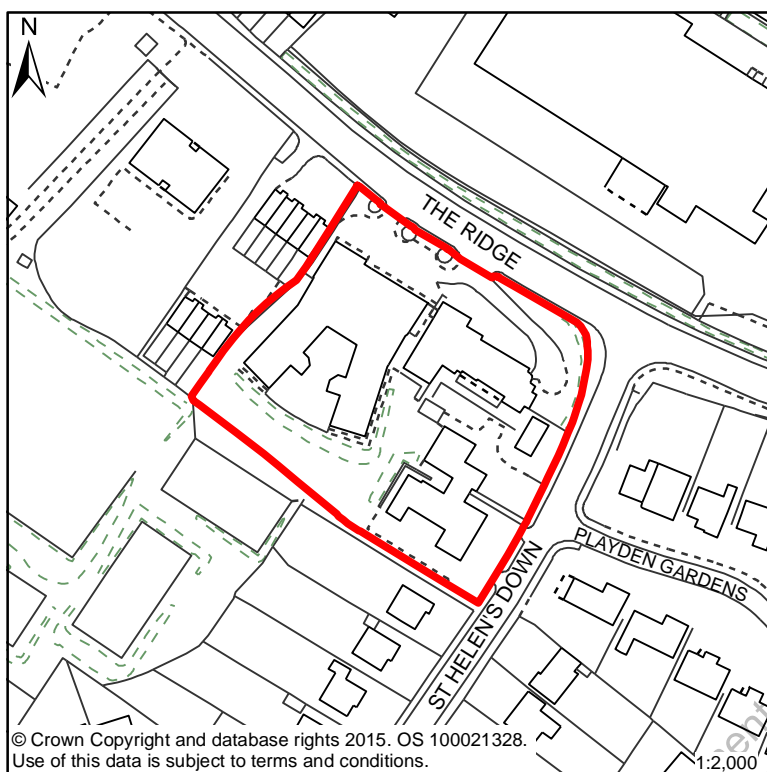 N
THE RIDGE
PLAYDEN GARDENS
ST HELEN'S DOWN
© Crown Copyright and database rights 2015. OS 100021328.
Use of this data is subject to terms and conditions.
1:2,000